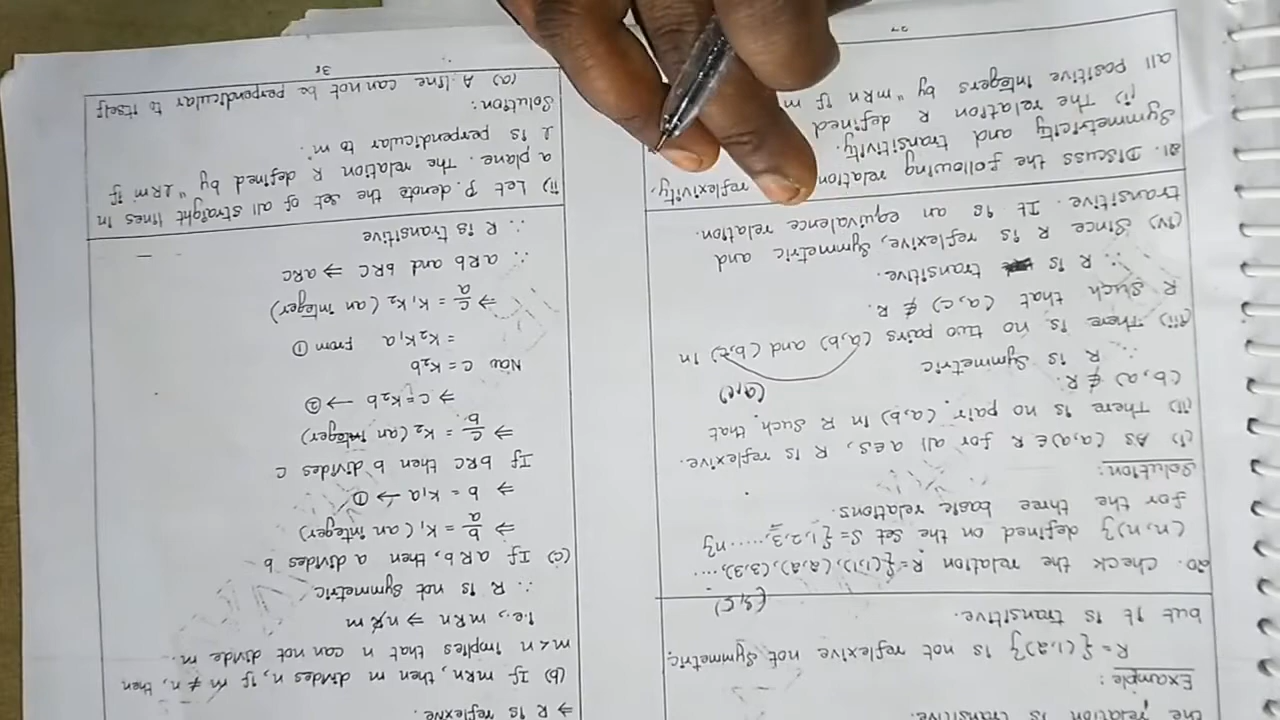 the relation is transitive.
Example:
R = {(1,2)} is not reflexive not symmetric
but it is transitive.
20. Check the relation R={(1,1),(2,2),(3,3),...
(n,n)} defined on the set S={1,2,3,.....n}
for the three basic relations.
Solution:
(i) As (a,a)∈R for all a∈S, R is reflexive.
(ii) There is no pair (a,b) in R such that
(b,a) ∉ R.
∴ R is symmetric
(a,c)
(iii) There is no two pairs (a,b) and (b,c) in
R such that (a,c) ∉ R.
∴ R is transitive.
(iv) Since R is reflexive, symmetric and
transitive. It is an equivalence relation.
21. Discuss the following relation reflexivity,
symmetricity and transitivity.
(i) The relation R defined
all positive integers by "mRn if m
27
⇒ R is reflexive
(b) If mRn, then m divides n, if m ≠ n, then
m<n implies that n can not divide m.
i.e., mRn ⇒ nR̸m
∴ R is not symmetric
(c) If aRb, then a divides b
⇒ b/a = K₁ (an integer)
⇒ b = K₁a → ①
If bRc then b divides c
⇒ c/b = K₂ (an integer)
⇒ c = K₂b → ②
Now c = K₂b
= K₂K₁a from ①
⇒ c/a = K₁K₂ (an integer)
∴ aRb and bRc ⇒ aRc
∴ R is transitive
ii) Let P denote the set of all straight lines in
a plane. The relation R defined by "lRm if
l is perpendicular to m".
Solution:
(a) A line can not be perpendicular to itself